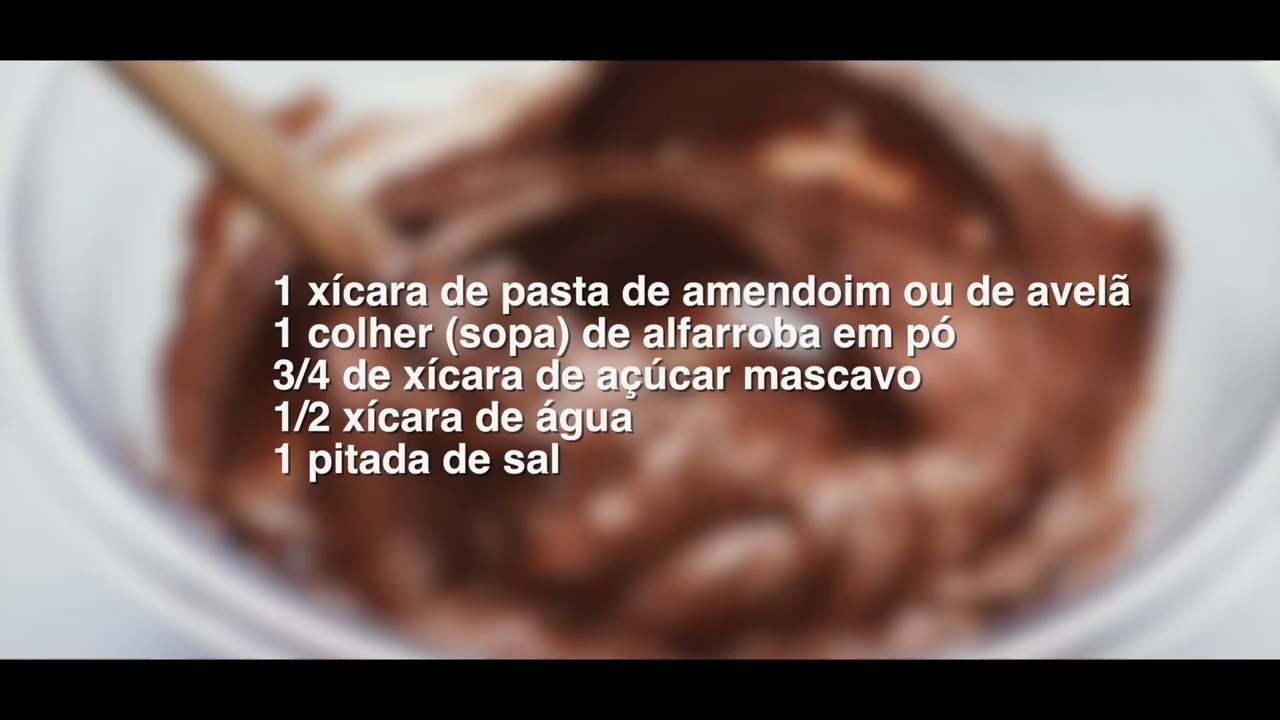 1 xícara de pasta de amendoim ou de avelã
1 colher (sopa) de alfarroba em pó
3/4 de xícara de açúcar mascavo
1/2 xícara de água
1 pitada de sal